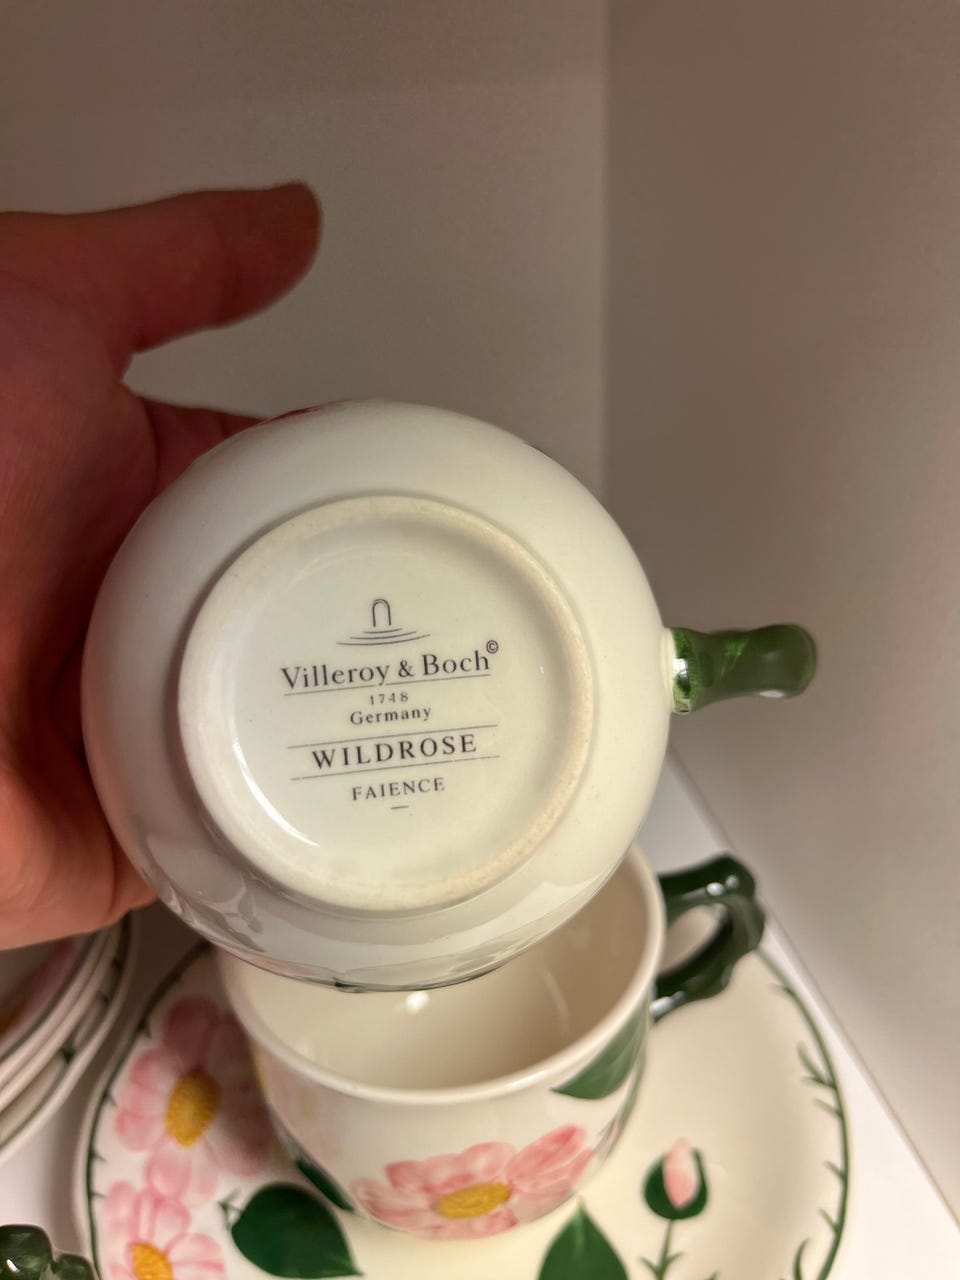 Villeroy & Boch©
1748
Germany
WILDROSE
FAIENCE